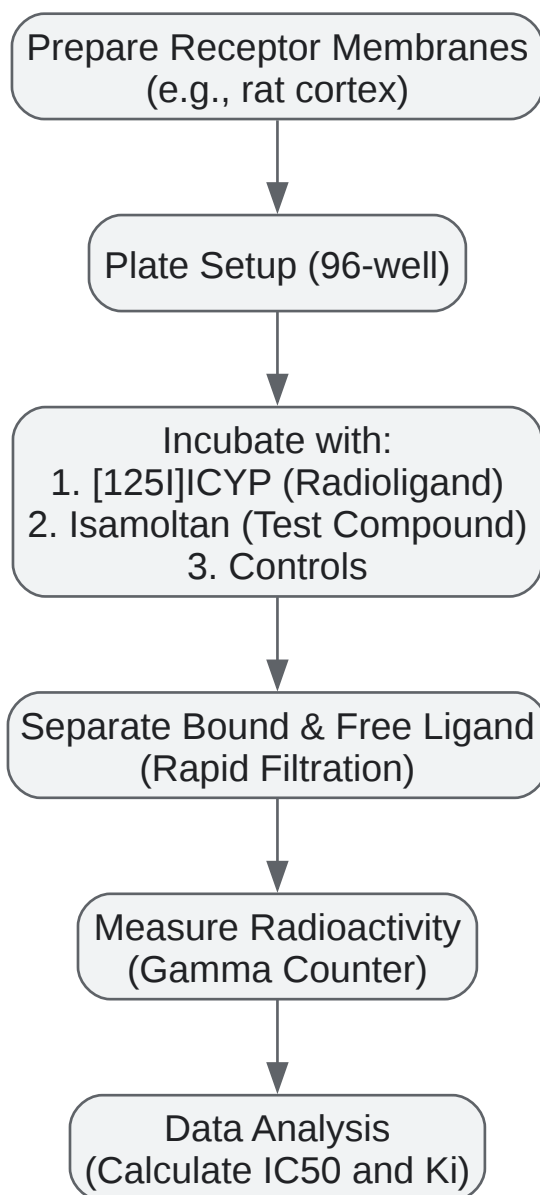 Prepare Receptor Membranes
(e.g., rat cortex)
Plate Setup (96-well)
Incubate with:
1. [125I]ICYP (Radioligand)
2. Isamoltan (Test Compound)
3. Controls
Separate Bound & Free Ligand
(Rapid Filtration)
Measure Radioactivity
(Gamma Counter)
Data Analysis
(Calculate IC50 and Ki)